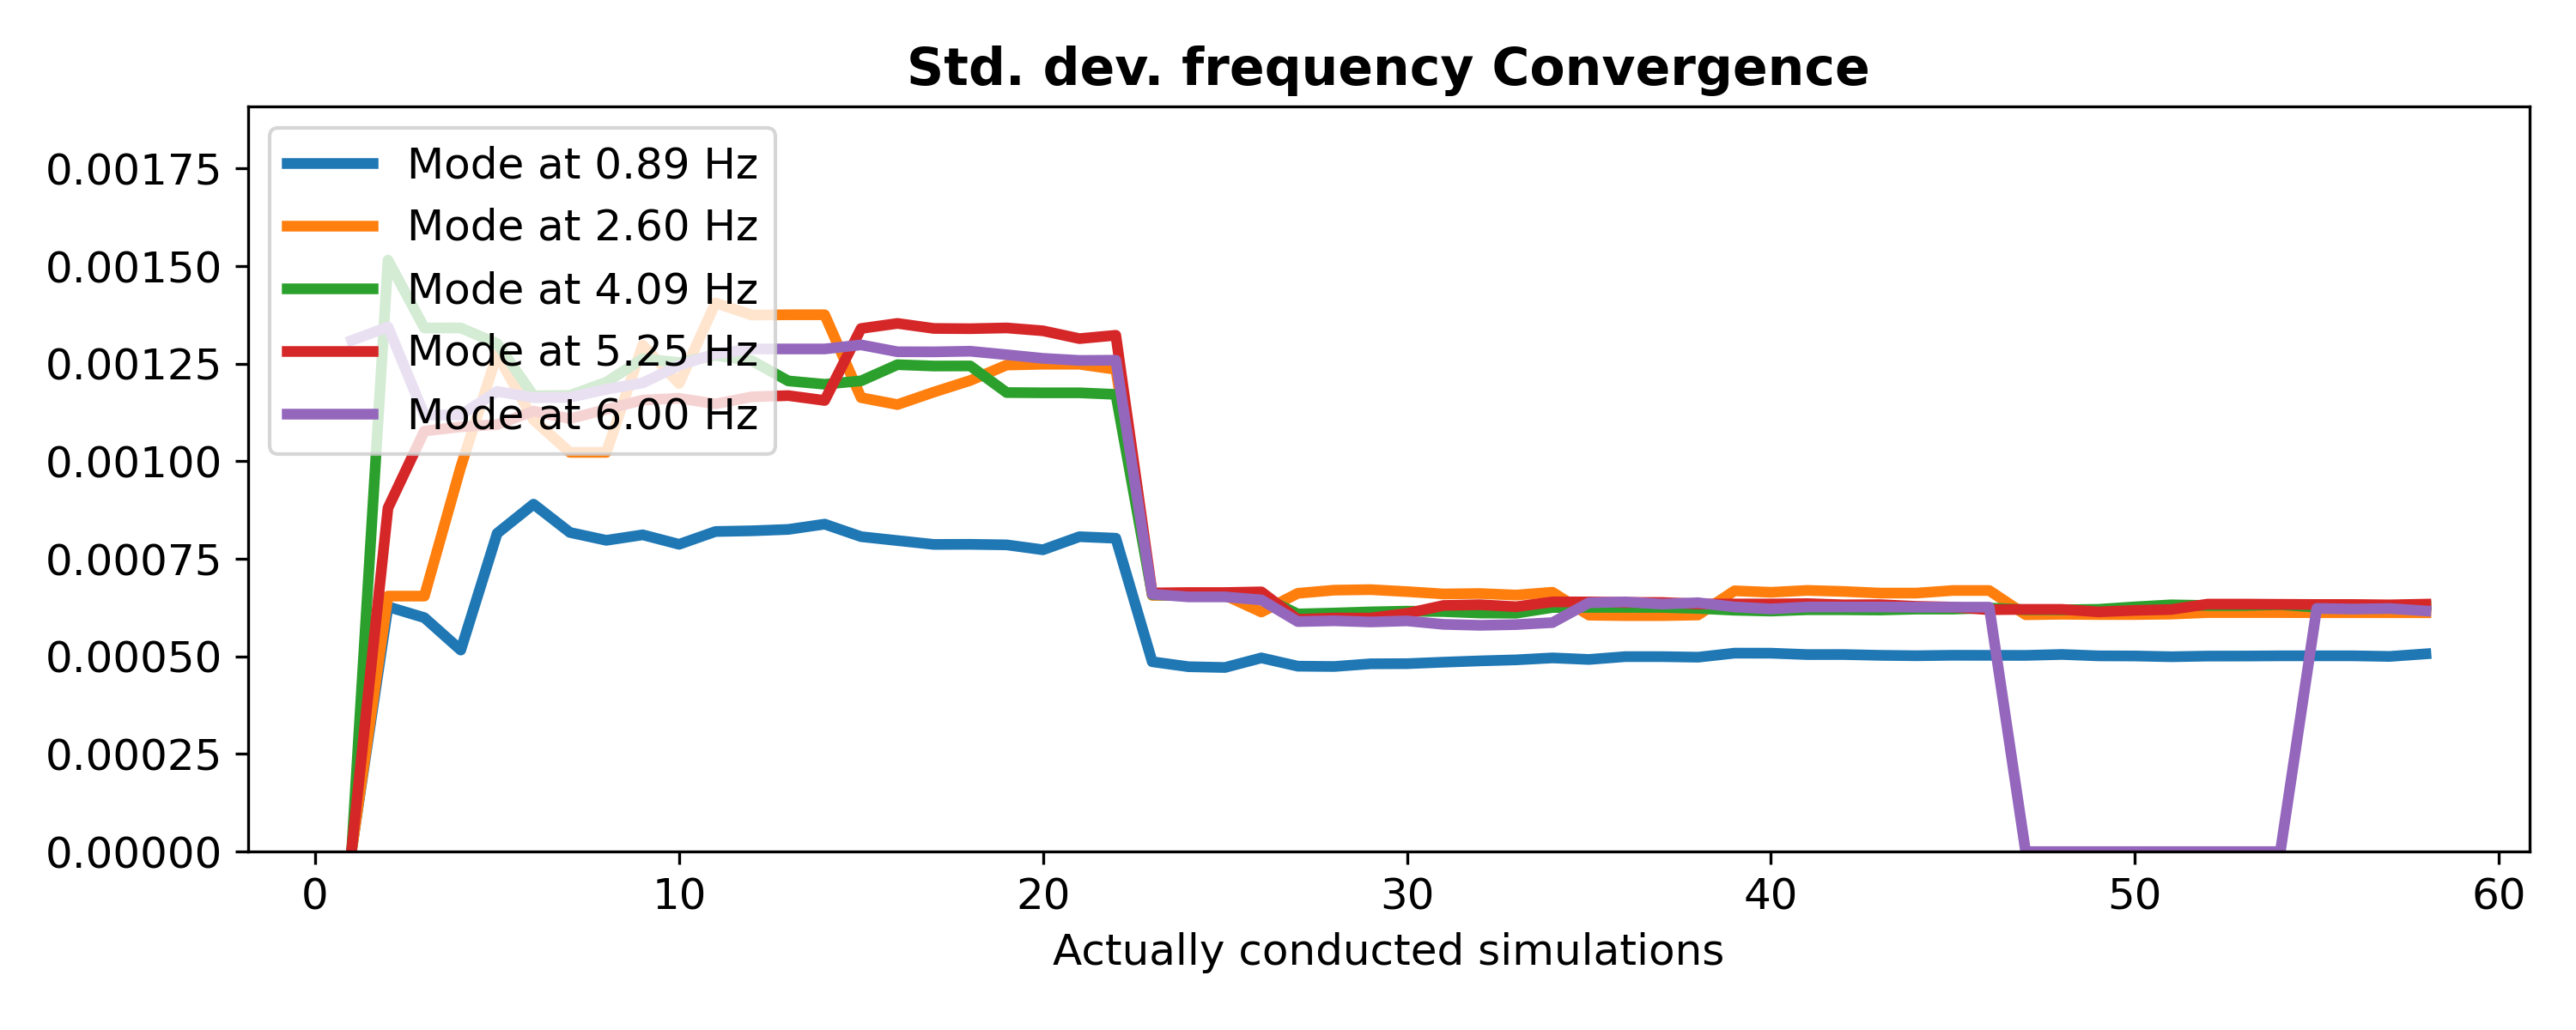 Std. dev. frequency Convergence
0.00175
0.00150
0.00125
0.00100
0.00075
0.00050
0.00025
0.00000
Mode at 0.89 Hz
Mode at 2.60 Hz
Mode at 4.09 Hz
Mode at 5.25 Hz
Mode at 6.00 Hz
0 10 20 30 40 50 60
Actually conducted simulations